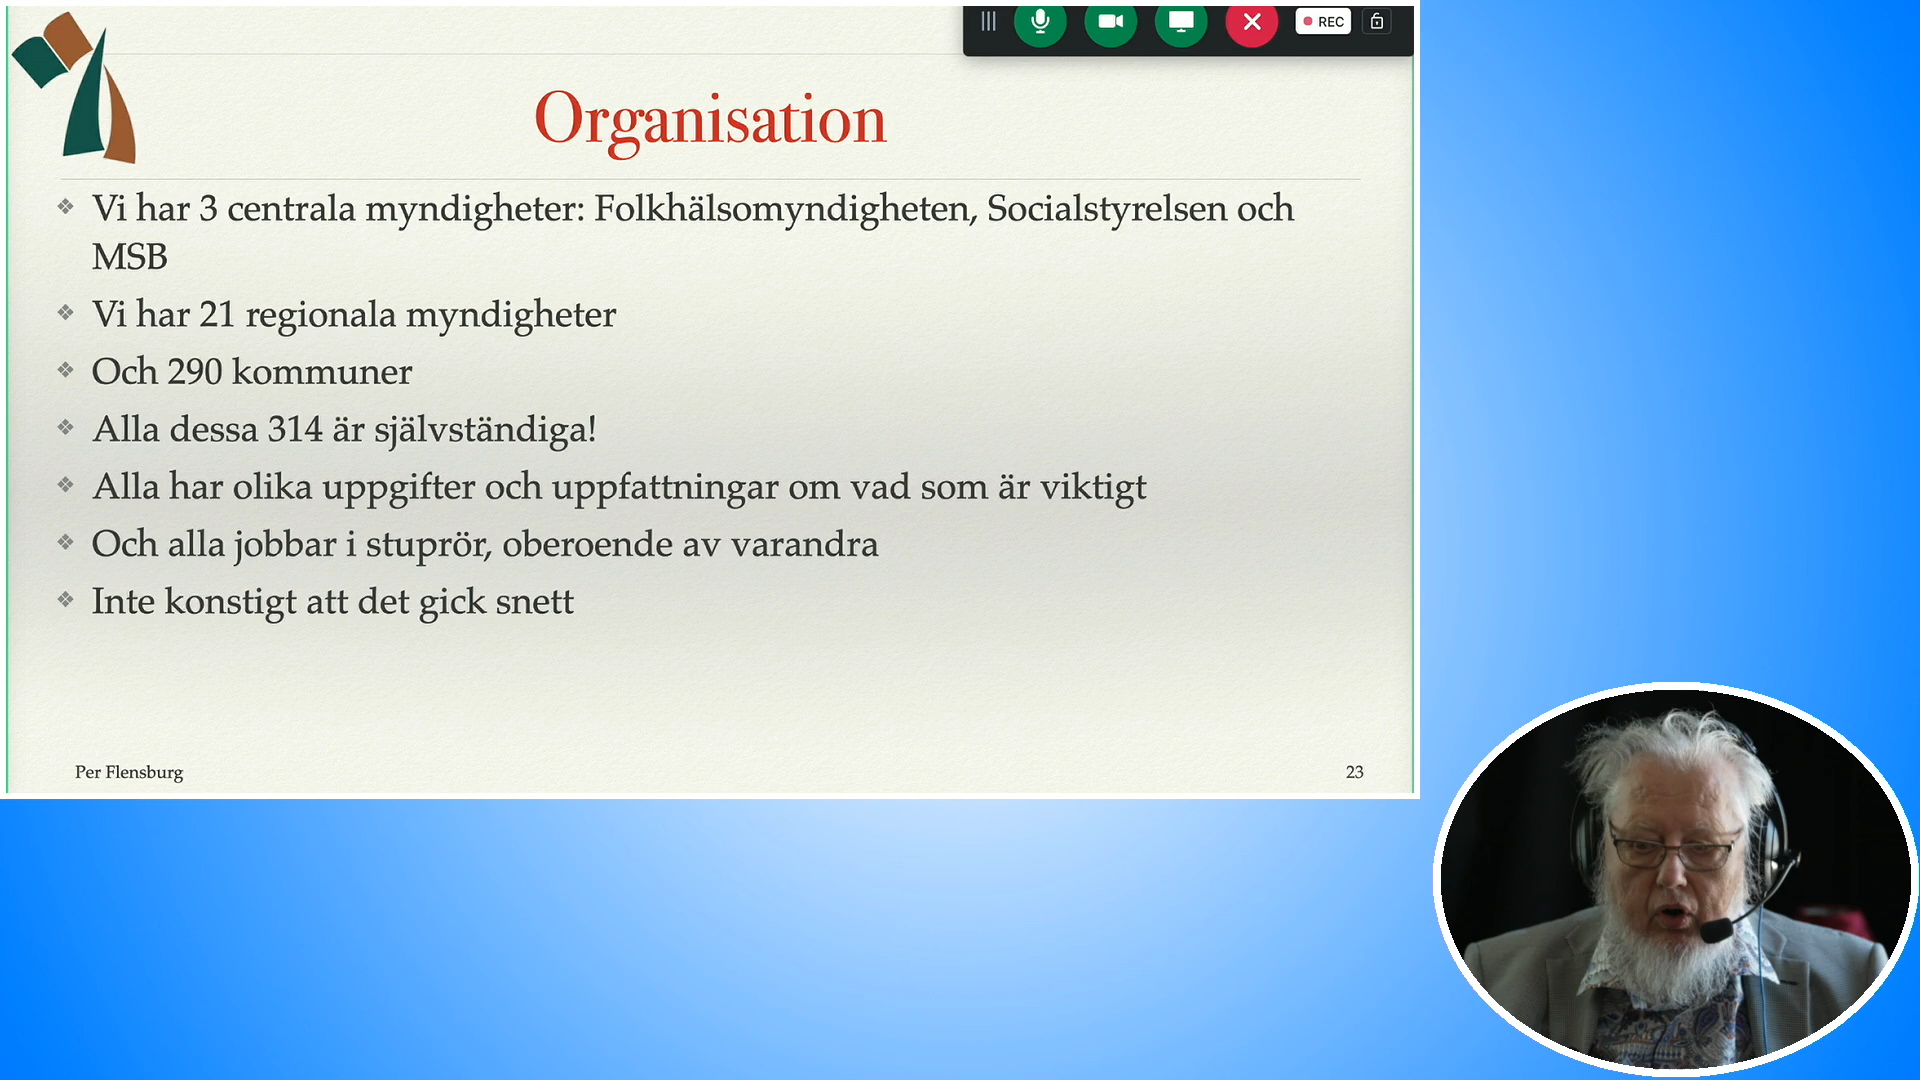 REC
Organisation
Vi har 3 centrala myndigheter: Folkhälsomyndigheten, Socialstyrelsen och
MSB
Vi har 21 regionala myndigheter
Och 290 kommuner
Alla dessa 314 är självständiga!
Alla har olika uppgifter och uppfattningar om vad som är viktigt
Och alla jobbar i stuprör, oberoende av varandra
Inte konstigt att det gick snett
Per Flensburg
23